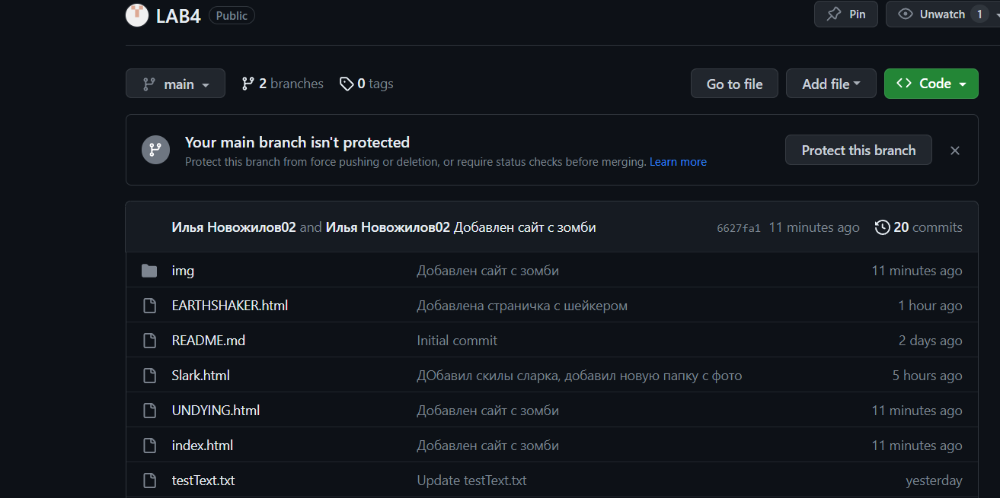 LAB4 Public Pin Unwatch 1
main 2 branches 0 tags Go to file Add file Code
Your main branch isn't protected
Protect this branch from force pushing or deletion, or require status checks before merging. Learn more
Protect this branch
Илья Новожилов02 and Илья Новожилов02 Добавлен сайт с зомби 6627fa1 11 minutes ago 20 commits
img Добавлен сайт с зомби 11 minutes ago
EARTHSHAKER.html Добавлена страничка с шейкером 1 hour ago
README.md Initial commit 2 days ago
Slark.html ДОбавил скилы сларка, добавил новую папку с фото 5 hours ago
UNDYING.html Добавлен сайт с зомби 11 minutes ago
index.html Добавлен сайт с зомби 11 minutes ago
testText.txt Update testText.txt yesterday